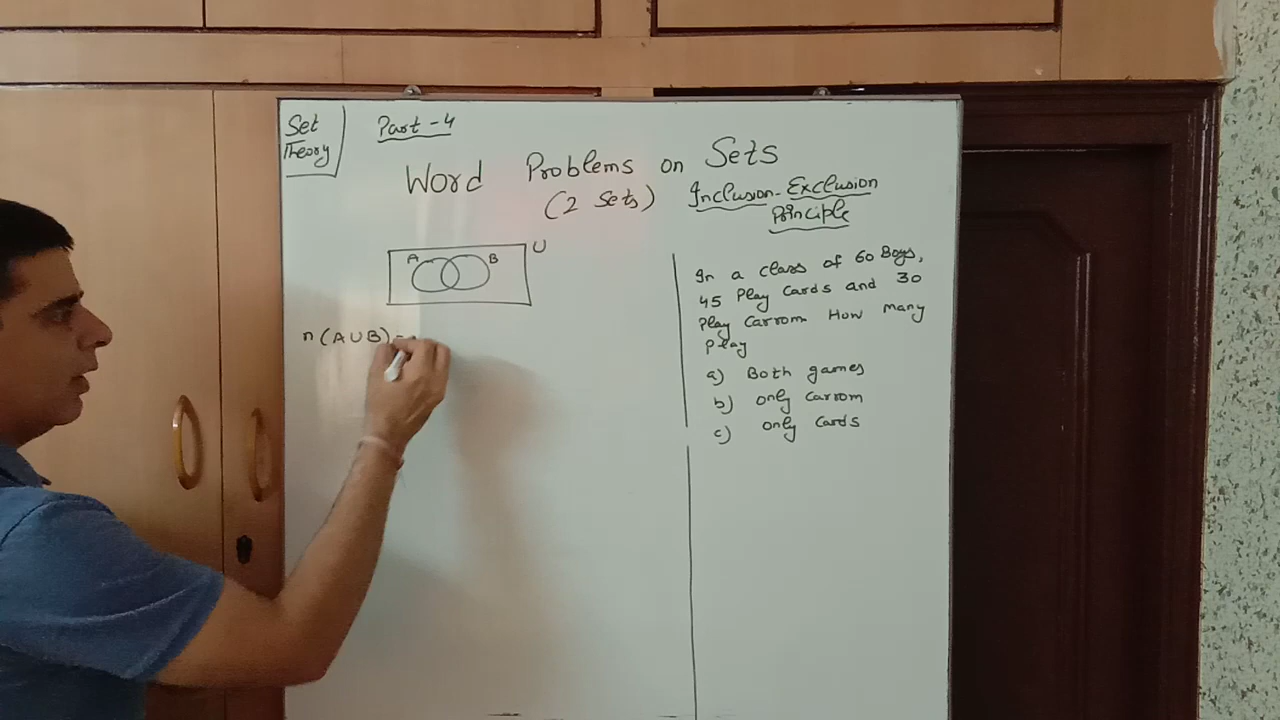 Set
Theory
Part - 4
Word Problems on Sets
(2 Sets)
Inclusion-Exclusion
Principle
A B U
n(A∪B) =
In a class of 60 Boys,
45 Play Cards and 30
Play Carrom How many
Play
a) Both games
b) only Carrom
c) only Cards